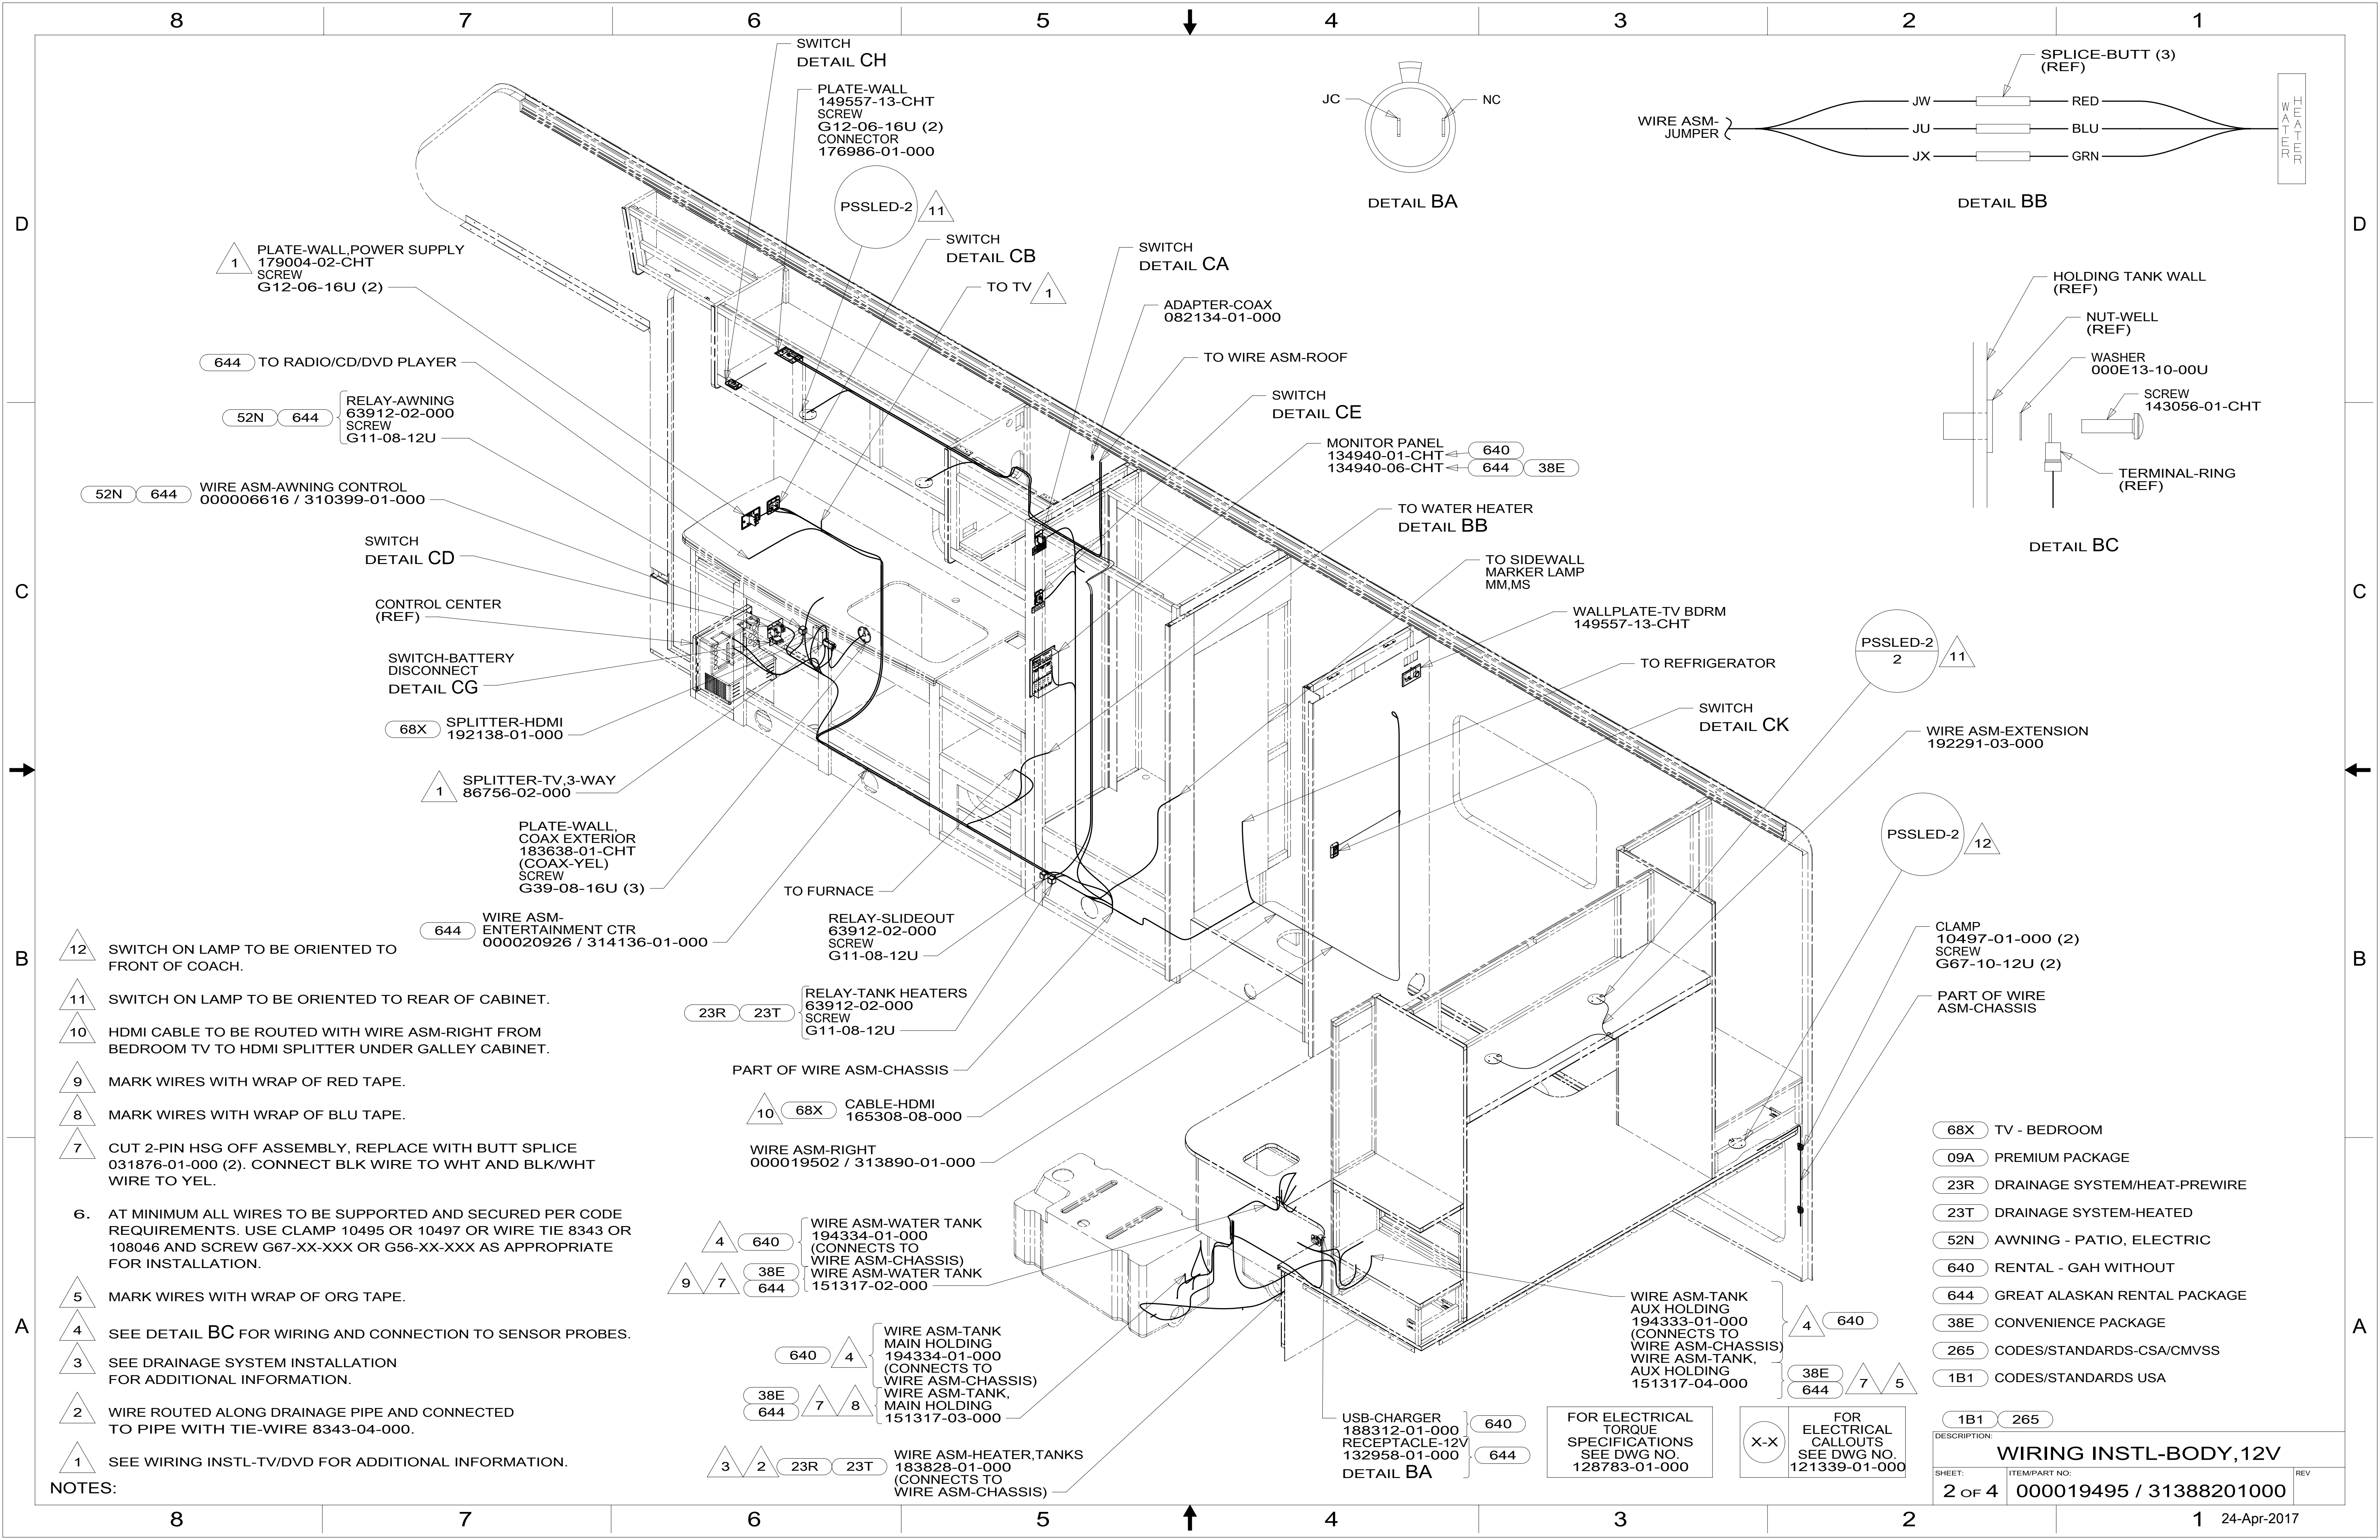 8 7 6 5 4 3 2 1
D
C
B
A
SWITCH
DETAIL CH
PLATE-WALL
149557-13-CHT
SCREW
G12-06-16U (2)
CONNECTOR
176986-01-000
PSSLED-2
11
SWITCH
DETAIL CB
TO TV
1
SWITCH
DETAIL CA
ADAPTER-COAX
082134-01-000
TO WIRE ASM-ROOF
SWITCH
DETAIL CE
MONITOR PANEL
134940-01-CHT 640
134940-06-CHT 644 38E
TO WATER HEATER
DETAIL BB
TO SIDEWALL
MARKER LAMP
MM,MS
WALLPLATE-TV BDRM
149557-13-CHT
TO REFRIGERATOR
SWITCH
DETAIL CK
PSSLED-2
2
11
WIRE ASM-EXTENSION
192291-03-000
PSSLED-2
12
CLAMP
10497-01-000 (2)
SCREW
G67-10-12U (2)
PART OF WIRE
ASM-CHASSIS
JC
NC
DETAIL BA
SPLICE-BUTT (3)
(REF)
WIRE ASM-
JUMPER
JW RED
JU BLU
JX GRN
WATER
HEATER
DETAIL BB
HOLDING TANK WALL
(REF)
NUT-WELL
(REF)
WASHER
000E13-10-00U
SCREW
143056-01-CHT
TERMINAL-RING
(REF)
DETAIL BC
1
PLATE-WALL,POWER SUPPLY
179004-02-CHT
SCREW
G12-06-16U (2)
644 TO RADIO/CD/DVD PLAYER
52N 644
RELAY-AWNING
63912-02-000
SCREW
G11-08-12U
52N 644
WIRE ASM-AWNING CONTROL
000006616 / 310399-01-000
SWITCH
DETAIL CD
CONTROL CENTER
(REF)
SWITCH-BATTERY
DISCONNECT
DETAIL CG
68X
SPLITTER-HDMI
192138-01-000
1
SPLITTER-TV,3-WAY
86756-02-000
PLATE-WALL,
COAX EXTERIOR
183638-01-CHT
(COAX-YEL)
SCREW
G39-08-16U (3)
644
WIRE ASM-
ENTERTAINMENT CTR
000020926 / 314136-01-000
TO FURNACE
RELAY-SLIDEOUT
63912-02-000
SCREW
G11-08-12U
23R 23T
RELAY-TANK HEATERS
63912-02-000
SCREW
G11-08-12U
PART OF WIRE ASM-CHASSIS
10 68X
CABLE-HDMI
165308-08-000
WIRE ASM-RIGHT
000019502 / 313890-01-000
4 640
WIRE ASM-WATER TANK
194334-01-000
(CONNECTS TO
WIRE ASM-CHASSIS)
9 7 38E 644
WIRE ASM-WATER TANK
151317-02-000
640 4
WIRE ASM-TANK
MAIN HOLDING
194334-01-000
(CONNECTS TO
WIRE ASM-CHASSIS)
38E 644 7 8
WIRE ASM-TANK,
MAIN HOLDING
151317-03-000
3 2 23R 23T
WIRE ASM-HEATER,TANKS
183828-01-000
(CONNECTS TO
WIRE ASM-CHASSIS)
WIRE ASM-TANK
AUX HOLDING
194333-01-000
(CONNECTS TO
WIRE ASM-CHASSIS)
4 640
WIRE ASM-TANK,
AUX HOLDING
151317-04-000
38E 644 7 5
USB-CHARGER
188312-01-000
640
RECEPTACLE-12V
132958-01-000
644
DETAIL BA
12 SWITCH ON LAMP TO BE ORIENTED TO
FRONT OF COACH.
11 SWITCH ON LAMP TO BE ORIENTED TO REAR OF CABINET.
10 HDMI CABLE TO BE ROUTED WITH WIRE ASM-RIGHT FROM
BEDROOM TV TO HDMI SPLITTER UNDER GALLEY CABINET.
9 MARK WIRES WITH WRAP OF RED TAPE.
8 MARK WIRES WITH WRAP OF BLU TAPE.
7 CUT 2-PIN HSG OFF ASSEMBLY, REPLACE WITH BUTT SPLICE
031876-01-000 (2). CONNECT BLK WIRE TO WHT AND BLK/WHT
WIRE TO YEL.
6. AT MINIMUM ALL WIRES TO BE SUPPORTED AND SECURED PER CODE
REQUIREMENTS. USE CLAMP 10495 OR 10497 OR WIRE TIE 8343 OR
108046 AND SCREW G67-XX-XXX OR G56-XX-XXX AS APPROPRIATE
FOR INSTALLATION.
5 MARK WIRES WITH WRAP OF ORG TAPE.
4 SEE DETAIL BC FOR WIRING AND CONNECTION TO SENSOR PROBES.
3 SEE DRAINAGE SYSTEM INSTALLATION
FOR ADDITIONAL INFORMATION.
2 WIRE ROUTED ALONG DRAINAGE PIPE AND CONNECTED
TO PIPE WITH TIE-WIRE 8343-04-000.
1 SEE WIRING INSTL-TV/DVD FOR ADDITIONAL INFORMATION.
NOTES:
68X TV - BEDROOM
09A PREMIUM PACKAGE
23R DRAINAGE SYSTEM/HEAT-PREWIRE
23T DRAINAGE SYSTEM-HEATED
52N AWNING - PATIO, ELECTRIC
640 RENTAL - GAH WITHOUT
644 GREAT ALASKAN RENTAL PACKAGE
38E CONVENIENCE PACKAGE
265 CODES/STANDARDS-CSA/CMVSS
1B1 CODES/STANDARDS USA
FOR ELECTRICAL
TORQUE
SPECIFICATIONS
SEE DWG NO.
128783-01-000
X-X
FOR
ELECTRICAL
CALLOUTS
SEE DWG NO.
121339-01-000
1B1 265
DESCRIPTION:
WIRING INSTL-BODY,12V
SHEET: ITEM/PART NO: REV
2 OF 4 000019495 / 31388201000
D
C
B
A
8 7 6 5 4 3 2 1
24-Apr-2017